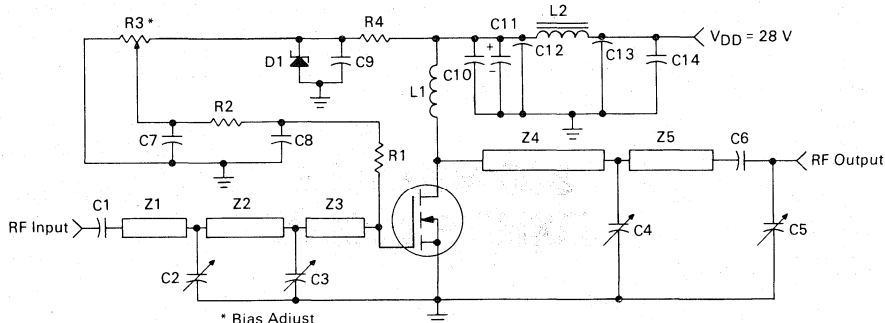 R3 *
R4
C11
L2
V_DD = 28 V
D1
C9
C10
C12
C13
C14
L1
R2
C7
C8
R1
Z4
Z5
C6
RF Output
C1
Z1
Z2
Z3
RF Input
C2
C3
C4
C5
* Bias Adjust
+
–